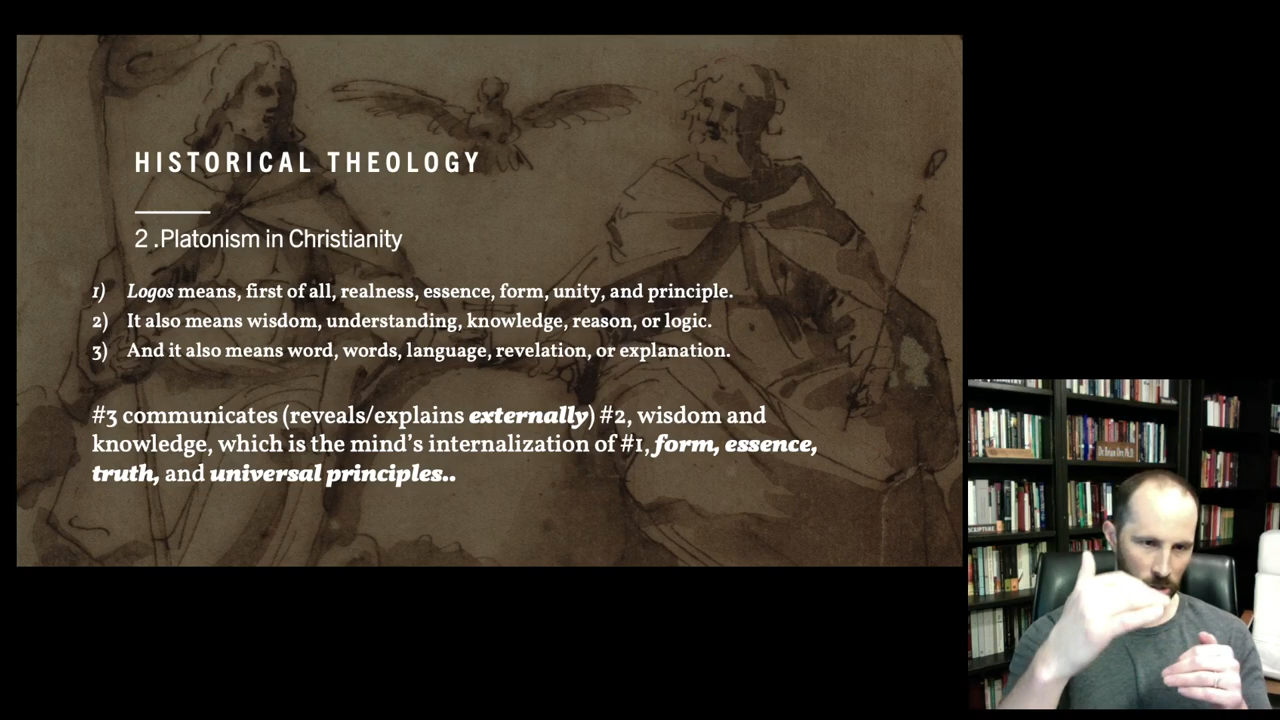 HISTORICAL THEOLOGY
2 .Platonism in Christianity
1) Logos means, first of all, realness, essence, form, unity, and principle.
2) It also means wisdom, understanding, knowledge, reason, or logic.
3) And it also means word, words, language, revelation, or explanation.
#3 communicates (reveals/explains externally) #2, wisdom and
knowledge, which is the mind's internalization of #1, form, essence,
truth, and universal principles..
SCRIPTURE